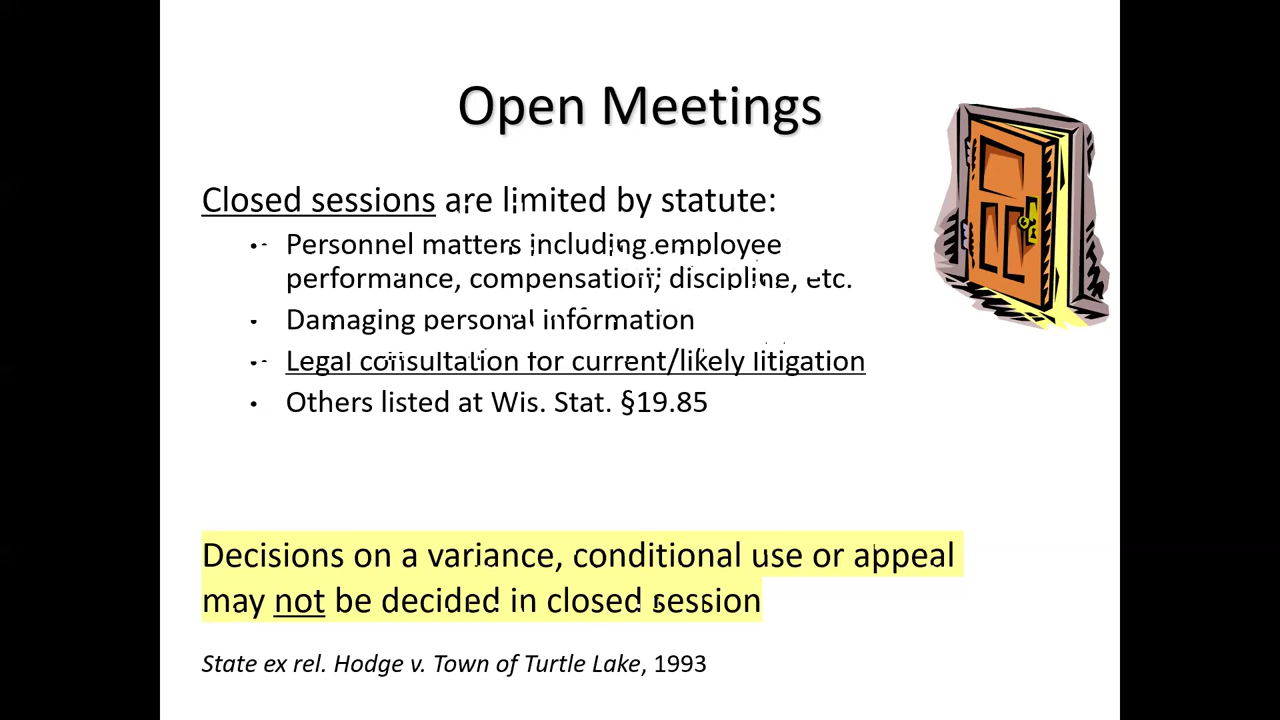 Open Meetings
Closed sessions are limited by statute:
• Personnel matters including employee
performance, compensation, discipline, etc.
• Damaging personal information
• Legal consultation for current/likely litigation
• Others listed at Wis. Stat. §19.85
Decisions on a variance, conditional use or appeal
may not be decided in closed session
State ex rel. Hodge v. Town of Turtle Lake, 1993